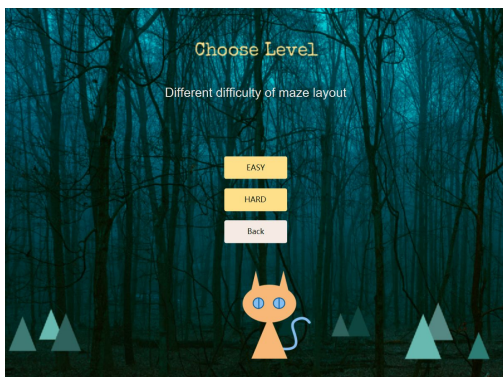 Choose Level
Different difficulty of maze layout
EASY
HARD
Back